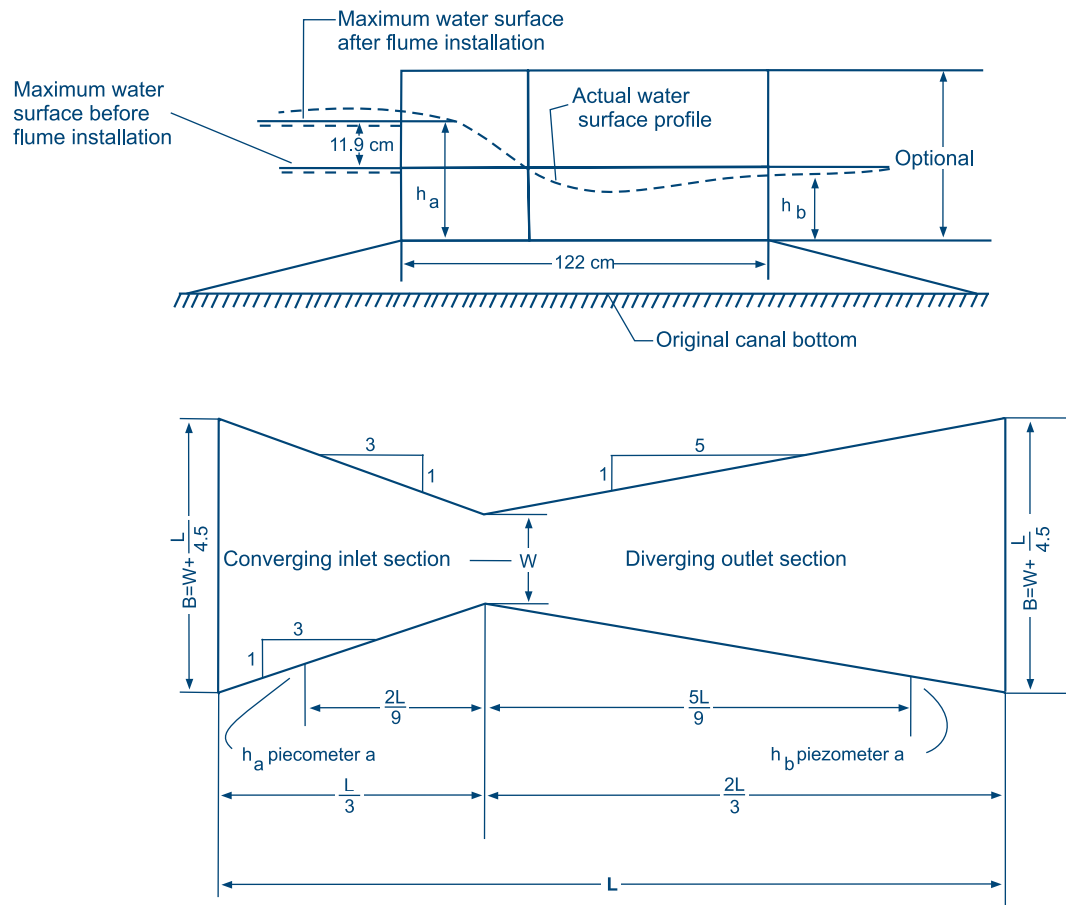 Maximum water surface
after flume installation
Maximum water
surface before
flume installation
11.9 cm
Actual water
surface profile
Optional
h a
h b
122 cm
Original canal bottom
3
1
5
1
B=W+ L/4.5
Converging inlet section
W
Diverging outlet section
B=W+ L/4.5
3
1
2L/9
5L/9
h a piecometer a
h b piezometer a
L/3
2L/3
L